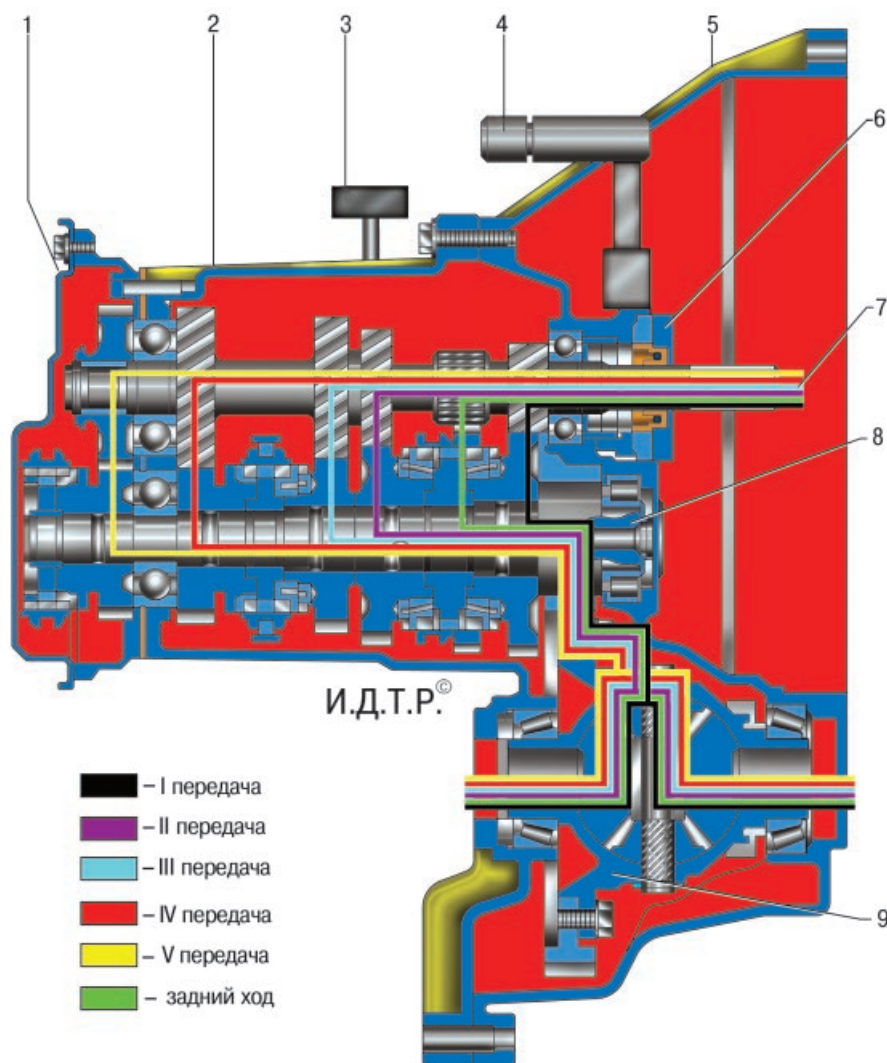 1
2
3
4
5
6
7
8
9
И.Д.Т.Р.©
– I передача
– II передача
– III передача
– IV передача
– V передача
– задний ход